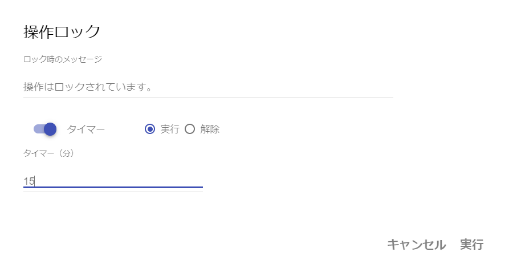 操作ロック
ロック時のメッセージ
操作はロックされています。
タイマー 実行 解除
タイマー（分）
15
キャンセル 実行